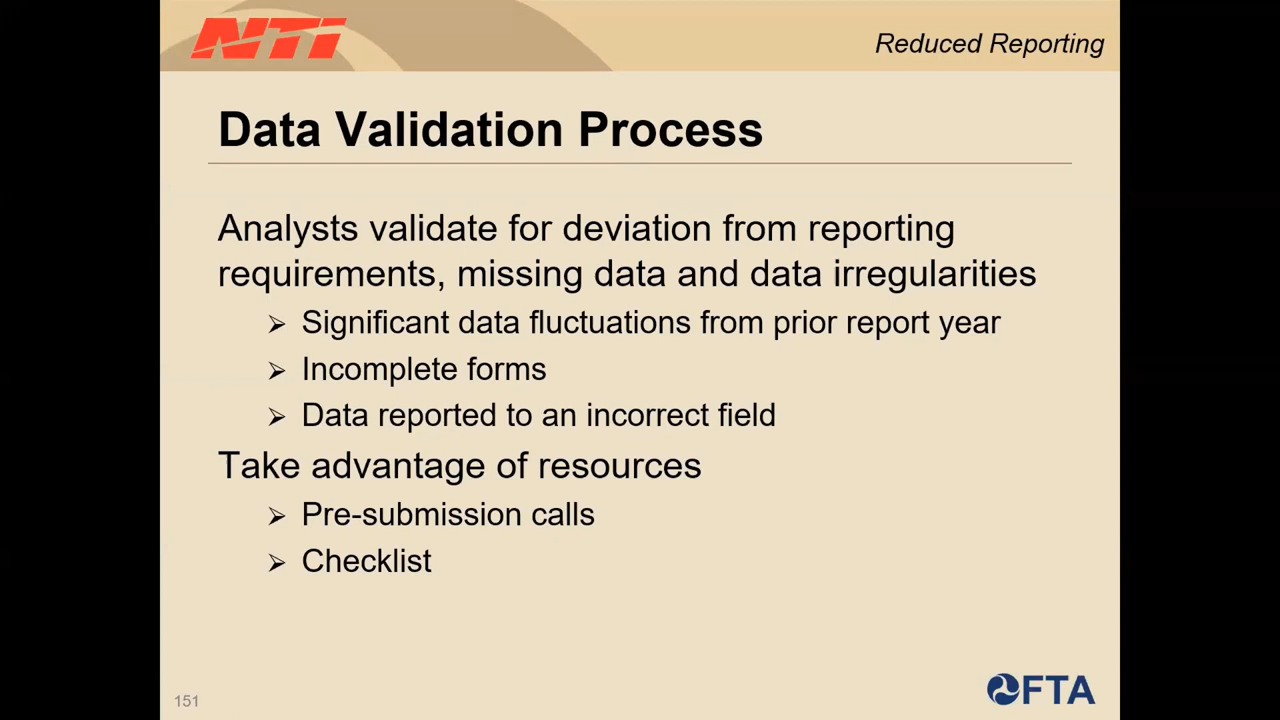 NTI
Reduced Reporting
Data Validation Process
Analysts validate for deviation from reporting
requirements, missing data and data irregularities
➢ Significant data fluctuations from prior report year
➢ Incomplete forms
➢ Data reported to an incorrect field
Take advantage of resources
➢ Pre-submission calls
➢ Checklist
151
FTA